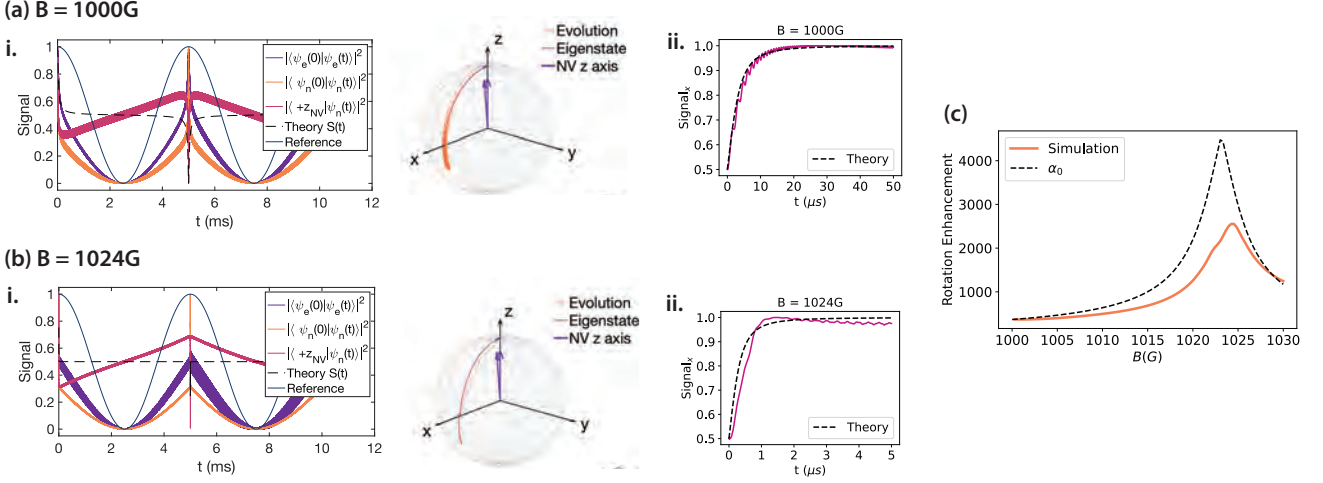 (a) B = 1000G
i.
Signal
1
0.8
0.6
0.4
0.2
0
0 2 4 6 8 10 12
t (ms)
|⟨ψe(0)|ψe(t)⟩|²
|⟨ ψn(0)|ψn(t)⟩|²
|⟨ +zNV|ψn(t)⟩|²
Theory S(t)
Reference
z
x
y
Evolution
Eigenstate
NV z axis
ii.
B = 1000G
Signalx
1.0
0.9
0.8
0.7
0.6
0.5
0 10 20 30 40 50
t (μs)
Theory
(b) B = 1024G
i.
Signal
1
0.8
0.6
0.4
0.2
0
0 2 4 6 8 10 12
t (ms)
|⟨ψe(0)|ψe(t)⟩|²
|⟨ ψn(0)|ψn(t)⟩|²
|⟨ +zNV|ψn(t)⟩|²
Theory S(t)
Reference
z
x
y
Evolution
Eigenstate
NV z axis
ii.
B = 1024G
Signalx
1.0
0.9
0.8
0.7
0.6
0.5
0 1 2 3 4 5
t (μs)
Theory
(c)
Rotation Enhancement
4000
3000
2000
1000
1000 1005 1010 1015 1020 1025 1030
B(G)
Simulation
α0